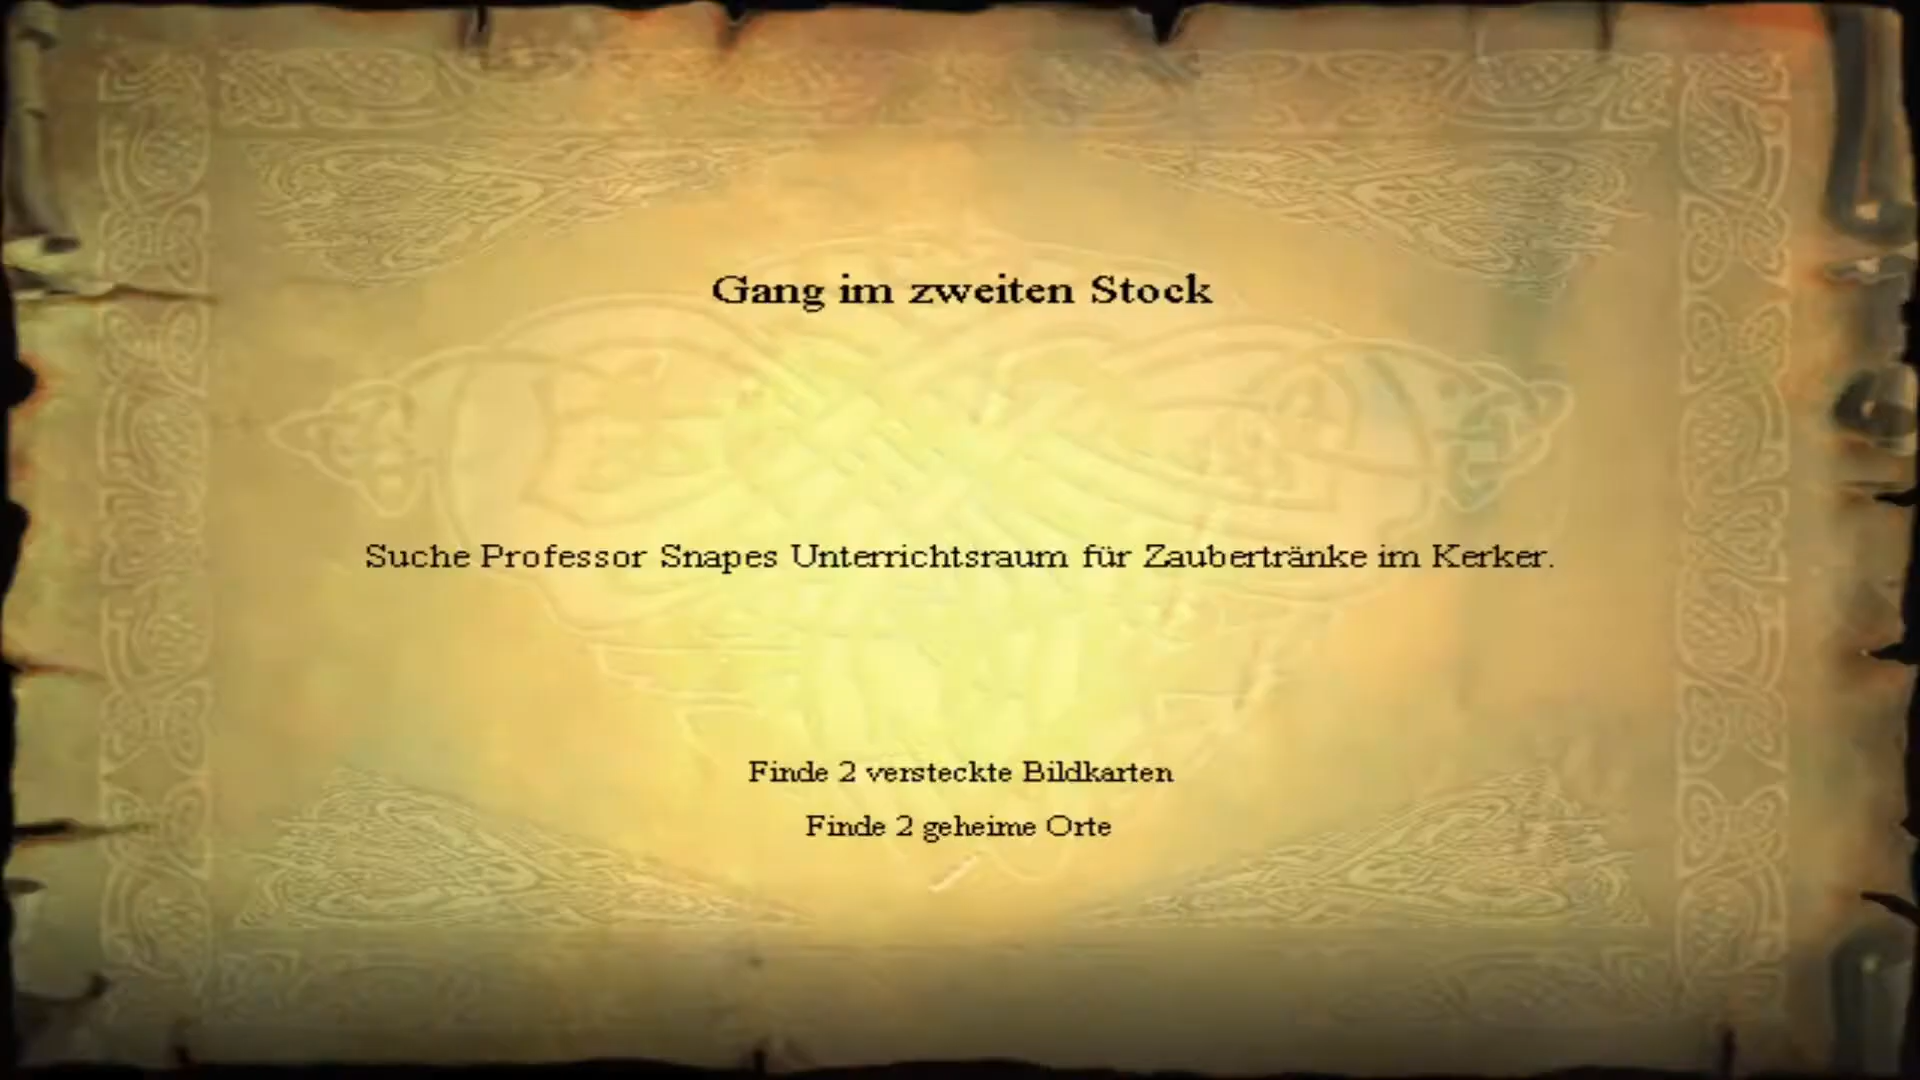 Gang im zweiten Stock
Suche Professor Snapes Unterrichtsraum für Zaubertränke im Kerker.
Finde 2 versteckte Bildkarten
Finde 2 geheime Orte